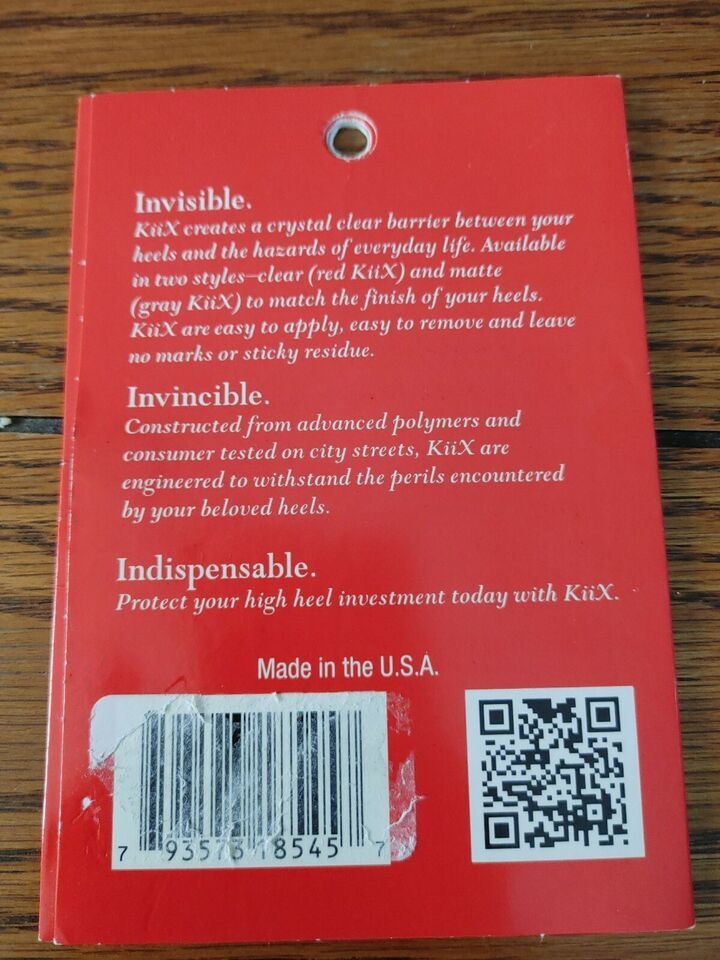 Invisible.
KiiX creates a crystal clear barrier between your
heels and the hazards of everyday life. Available
in two styles–clear (red KiiX) and matte
(gray KiiX) to match the finish of your heels.
KiiX are easy to apply, easy to remove and leave
no marks or sticky residue.
Invincible.
Constructed from advanced polymers and
consumer tested on city streets, KiiX are
engineered to withstand the perils encountered
by your beloved heels.
Indispensable.
Protect your high heel investment today with KiiX.
Made in the U.S.A.
7 93573 18545 7